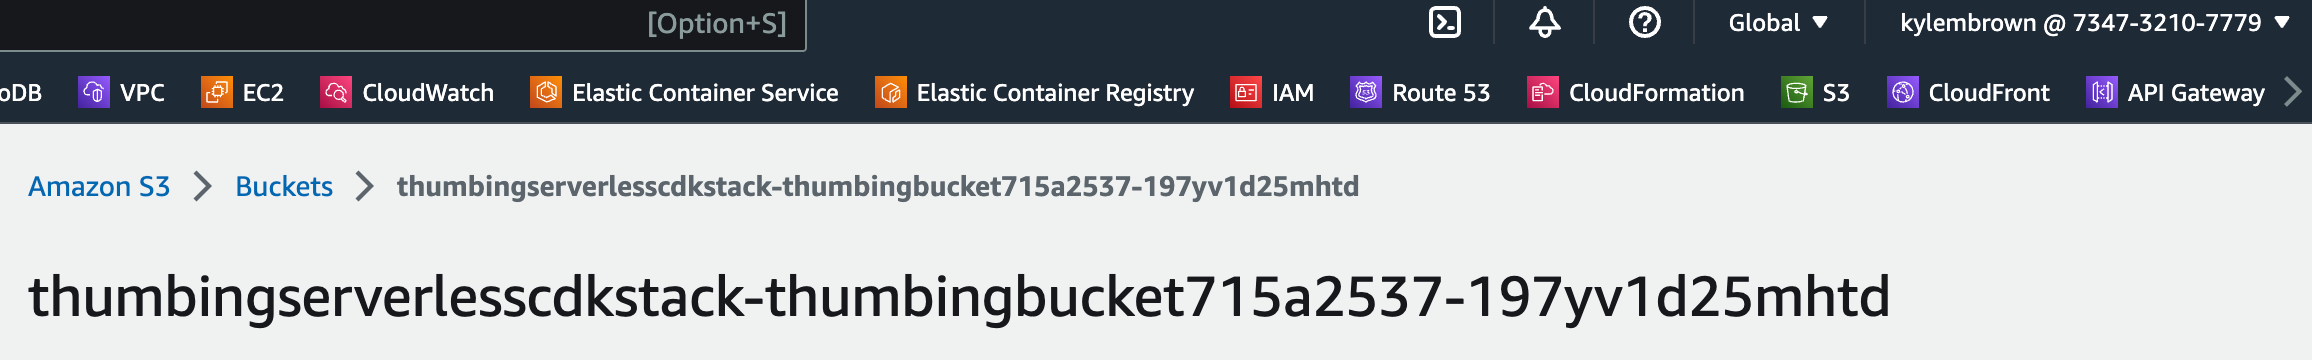 [Option+S] Global kylembrown @ 7347-3210-7779
oDB VPC EC2 CloudWatch Elastic Container Service Elastic Container Registry IAM Route 53 CloudFormation S3 CloudFront API Gateway
Amazon S3 Buckets thumbingserverlesscdkstack-thumbingbucket715a2537-197yv1d25mhtd
thumbingserverlesscdkstack-thumbingbucket715a2537-197yv1d25mhtd